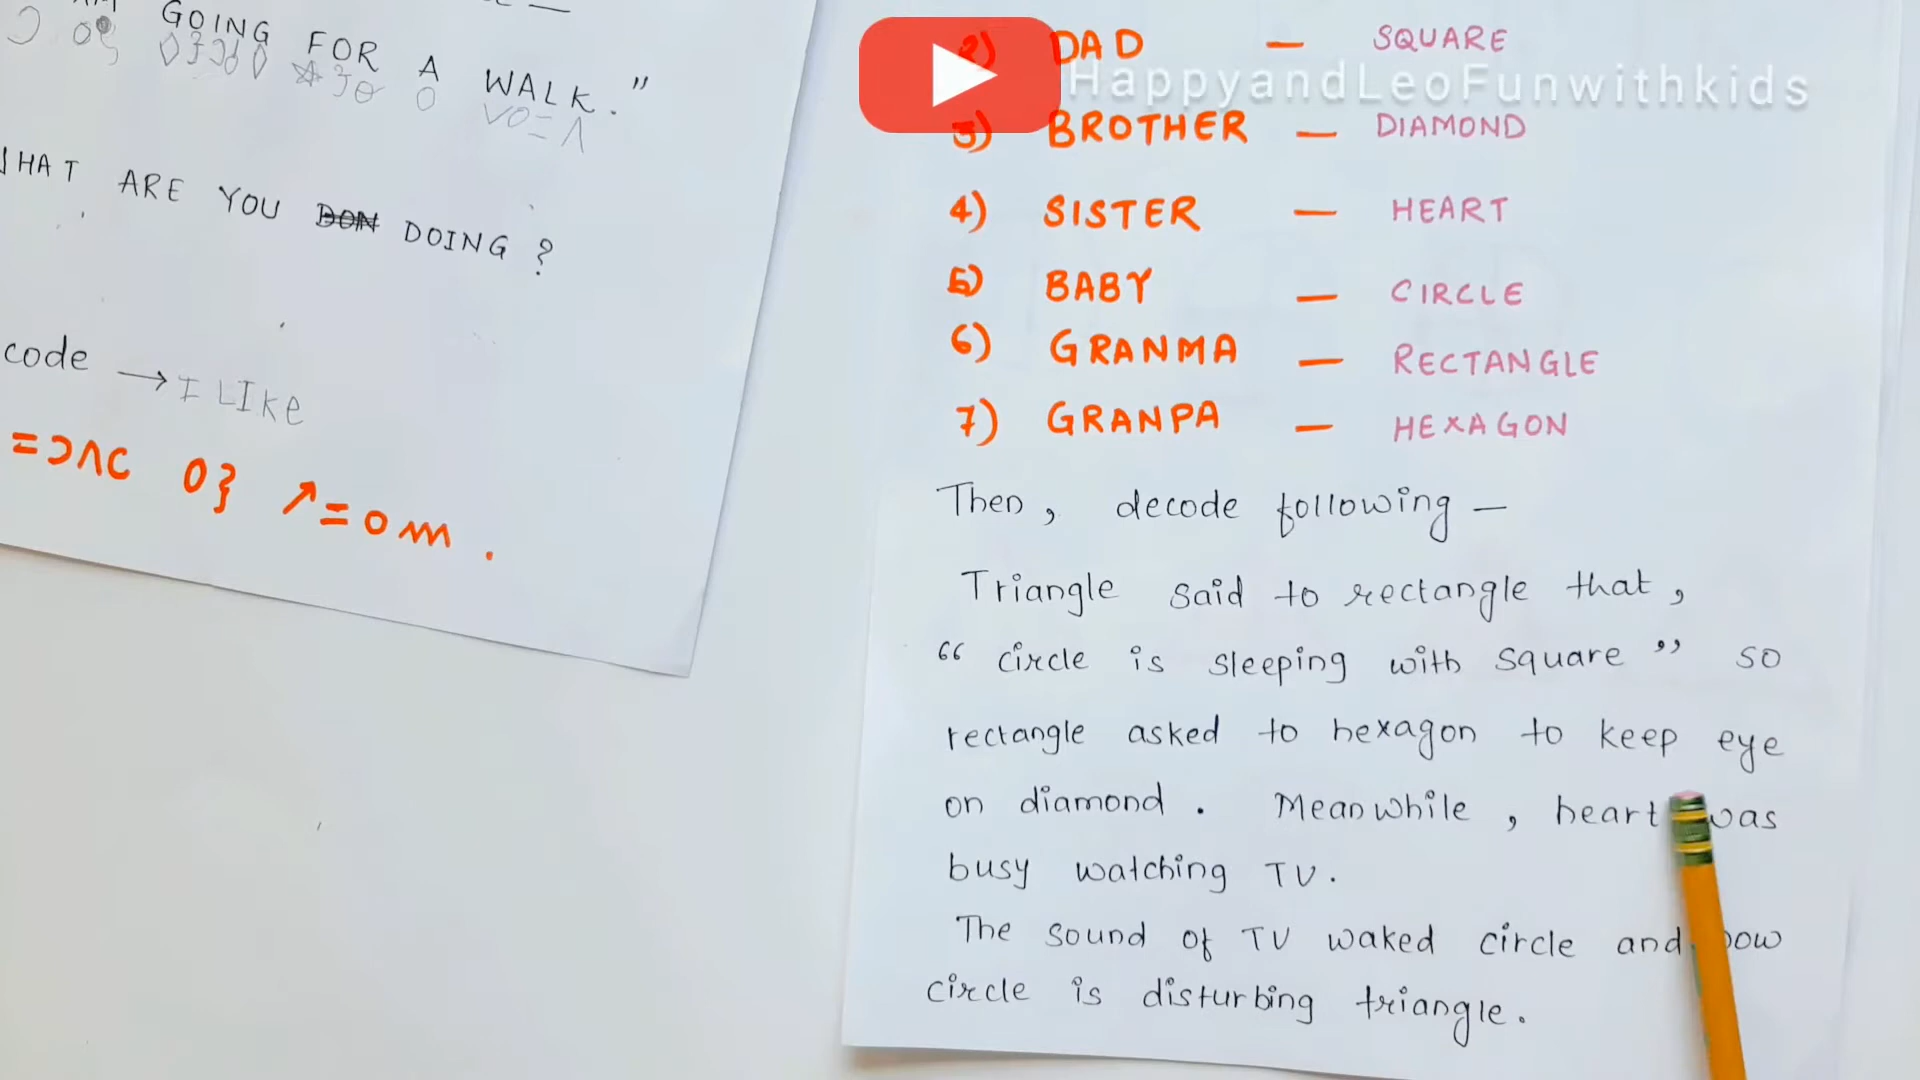 GOING FOR A WALK."
WHAT ARE YOU DOING ?
code → I LIKE
2) DAD — SQUARE
HappyandLeoFunwithkids
3) BROTHER — DIAMOND
4) SISTER — HEART
5) BABY — CIRCLE
6) GRANMA — RECTANGLE
7) GRANPA — HEXAGON
Then, decode following —
Triangle said to rectangle that,
" circle is sleeping with square " so
rectangle asked to hexagon to keep eye
on diamond. Meanwhile, heart was
busy watching TV.
The sound of TV waked circle and now
circle is disturbing triangle.